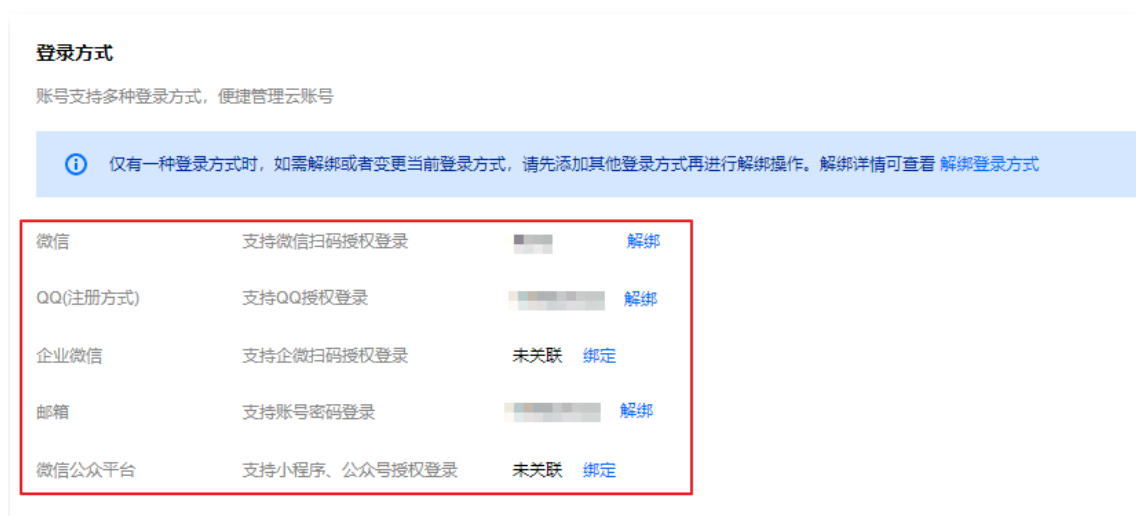 登录方式
账号支持多种登录方式，便捷管理云账号
仅有一种登录方式时，如需解绑或者变更当前登录方式，请先添加其他登录方式再进行解绑操作。解绑详情可查看 解绑登录方式
微信 支持微信扫码授权登录 解绑
QQ(注册方式) 支持QQ授权登录 解绑
企业微信 支持企微扫码授权登录 未关联 绑定
邮箱 支持账号密码登录 解绑
微信公众平台 支持小程序、公众号授权登录 未关联 绑定